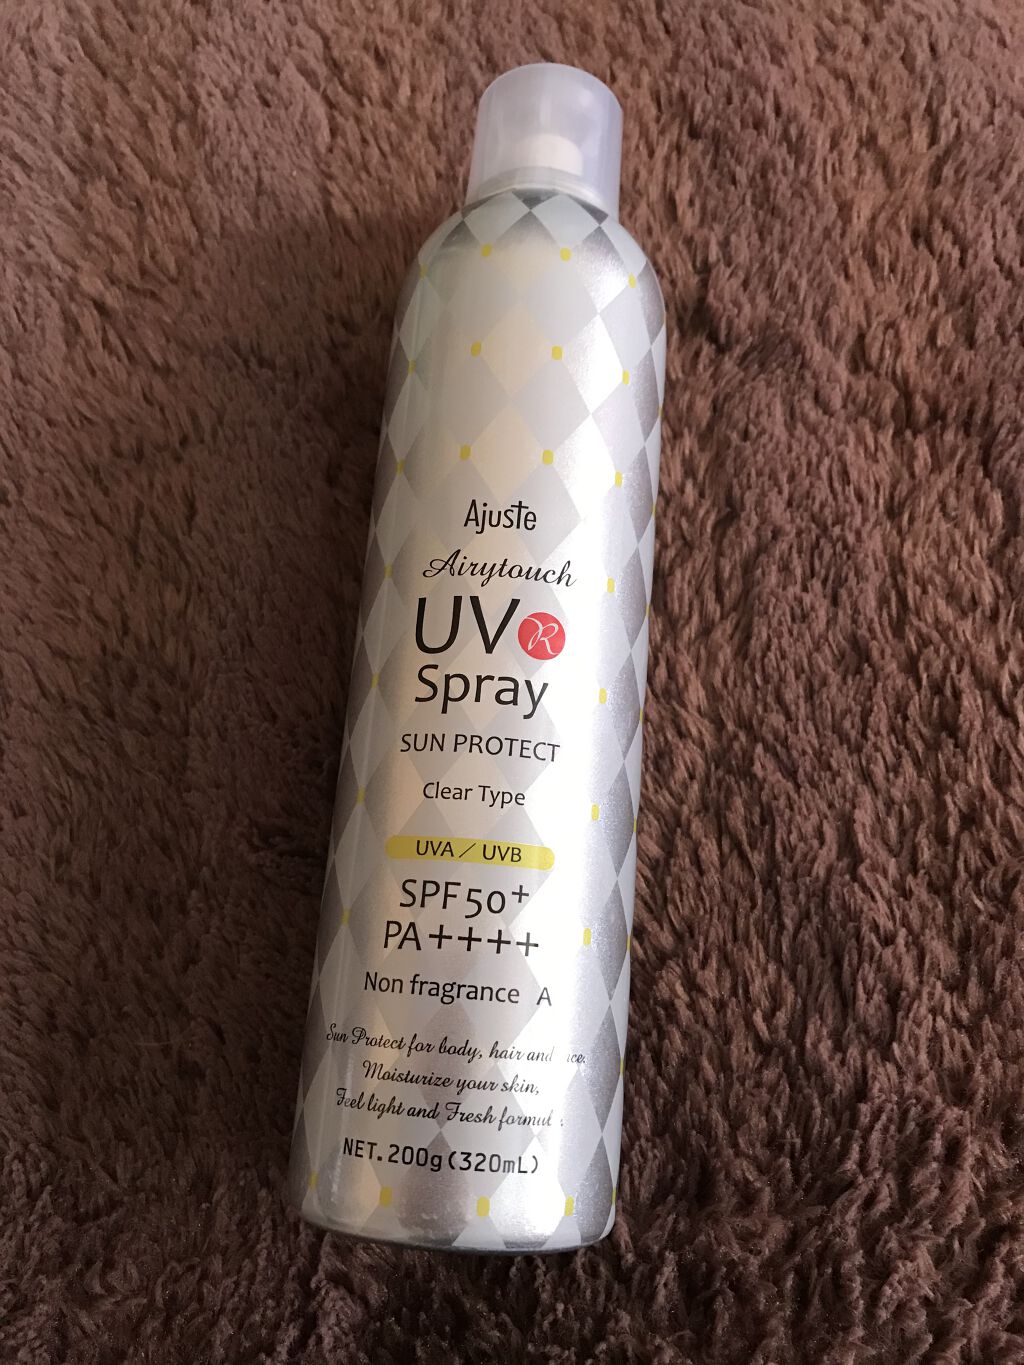 Ajuste
Airytouch
UV R
Spray
SUN PROTECT
Clear Type
UVA／UVB
SPF50+
PA++++
Non fragrance A
Sun Protect for body, hair and
Moisturize your skin,
Feel light and Fresh
NET.200g(320mL)